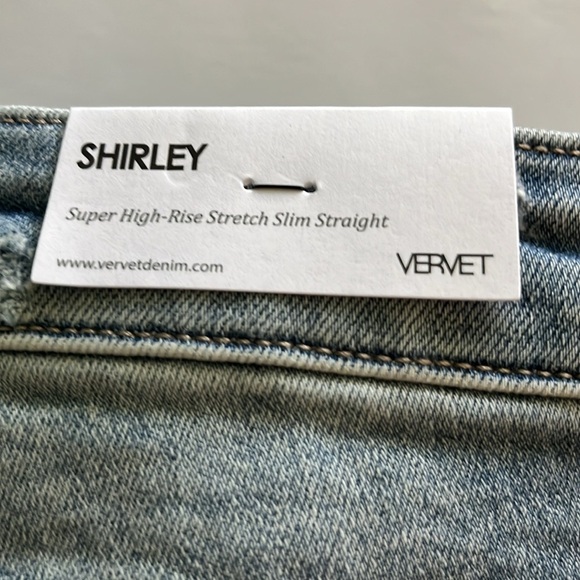 SHIRLEY
Super High-Rise Stretch Slim Straight
www.vervetdenim.com
VERVET